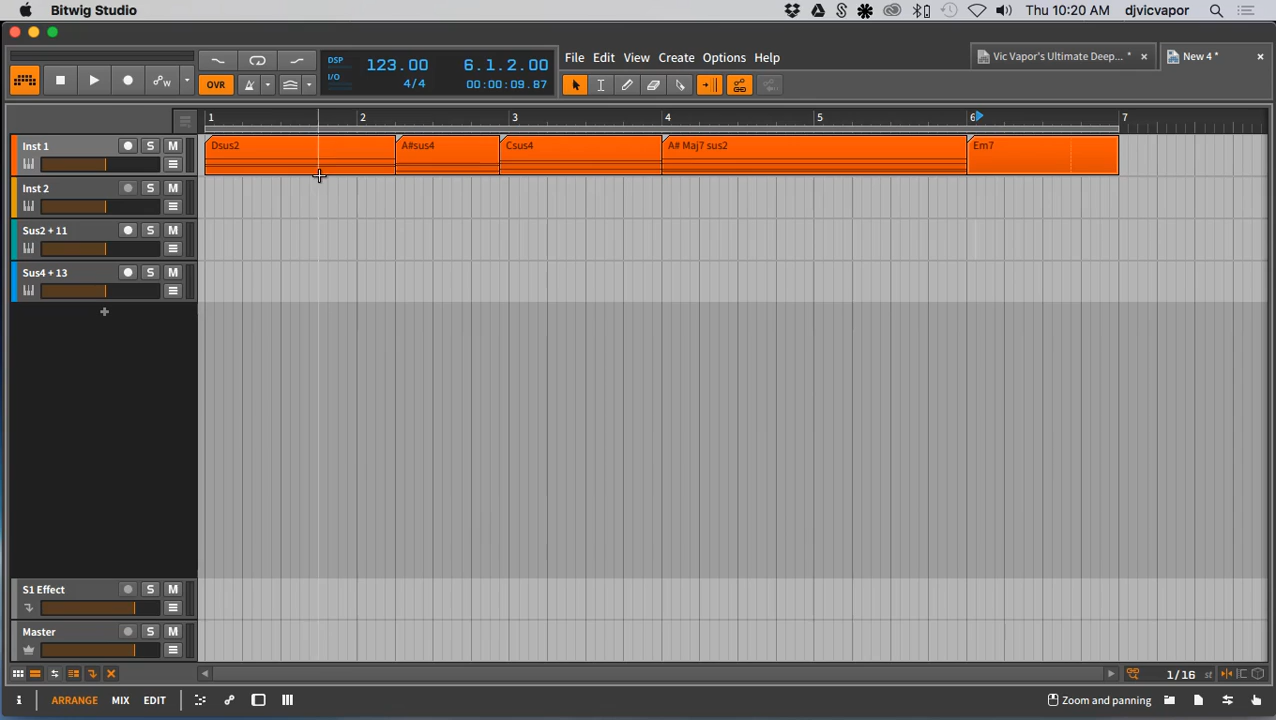 Bitwig Studio Thu 10:20 AM djvicvapor
OVR
DSP 123.00 6.1.2.00
I/O 4/4 00:00:09.87
File Edit View Create Options Help
Vic Vapor's Ultimate Deep... * New 4 *
1 2 3 4 5 6 7
Inst 1 S M
Dsus2 A#sus4 Csus4 A# Maj7 sus2 Em7
Inst 2 S M
Sus2 + 11 S M
Sus4 + 13 S M
S1 Effect S M
Master S M
1/16 st
i ARRANGE MIX EDIT Zoom and panning